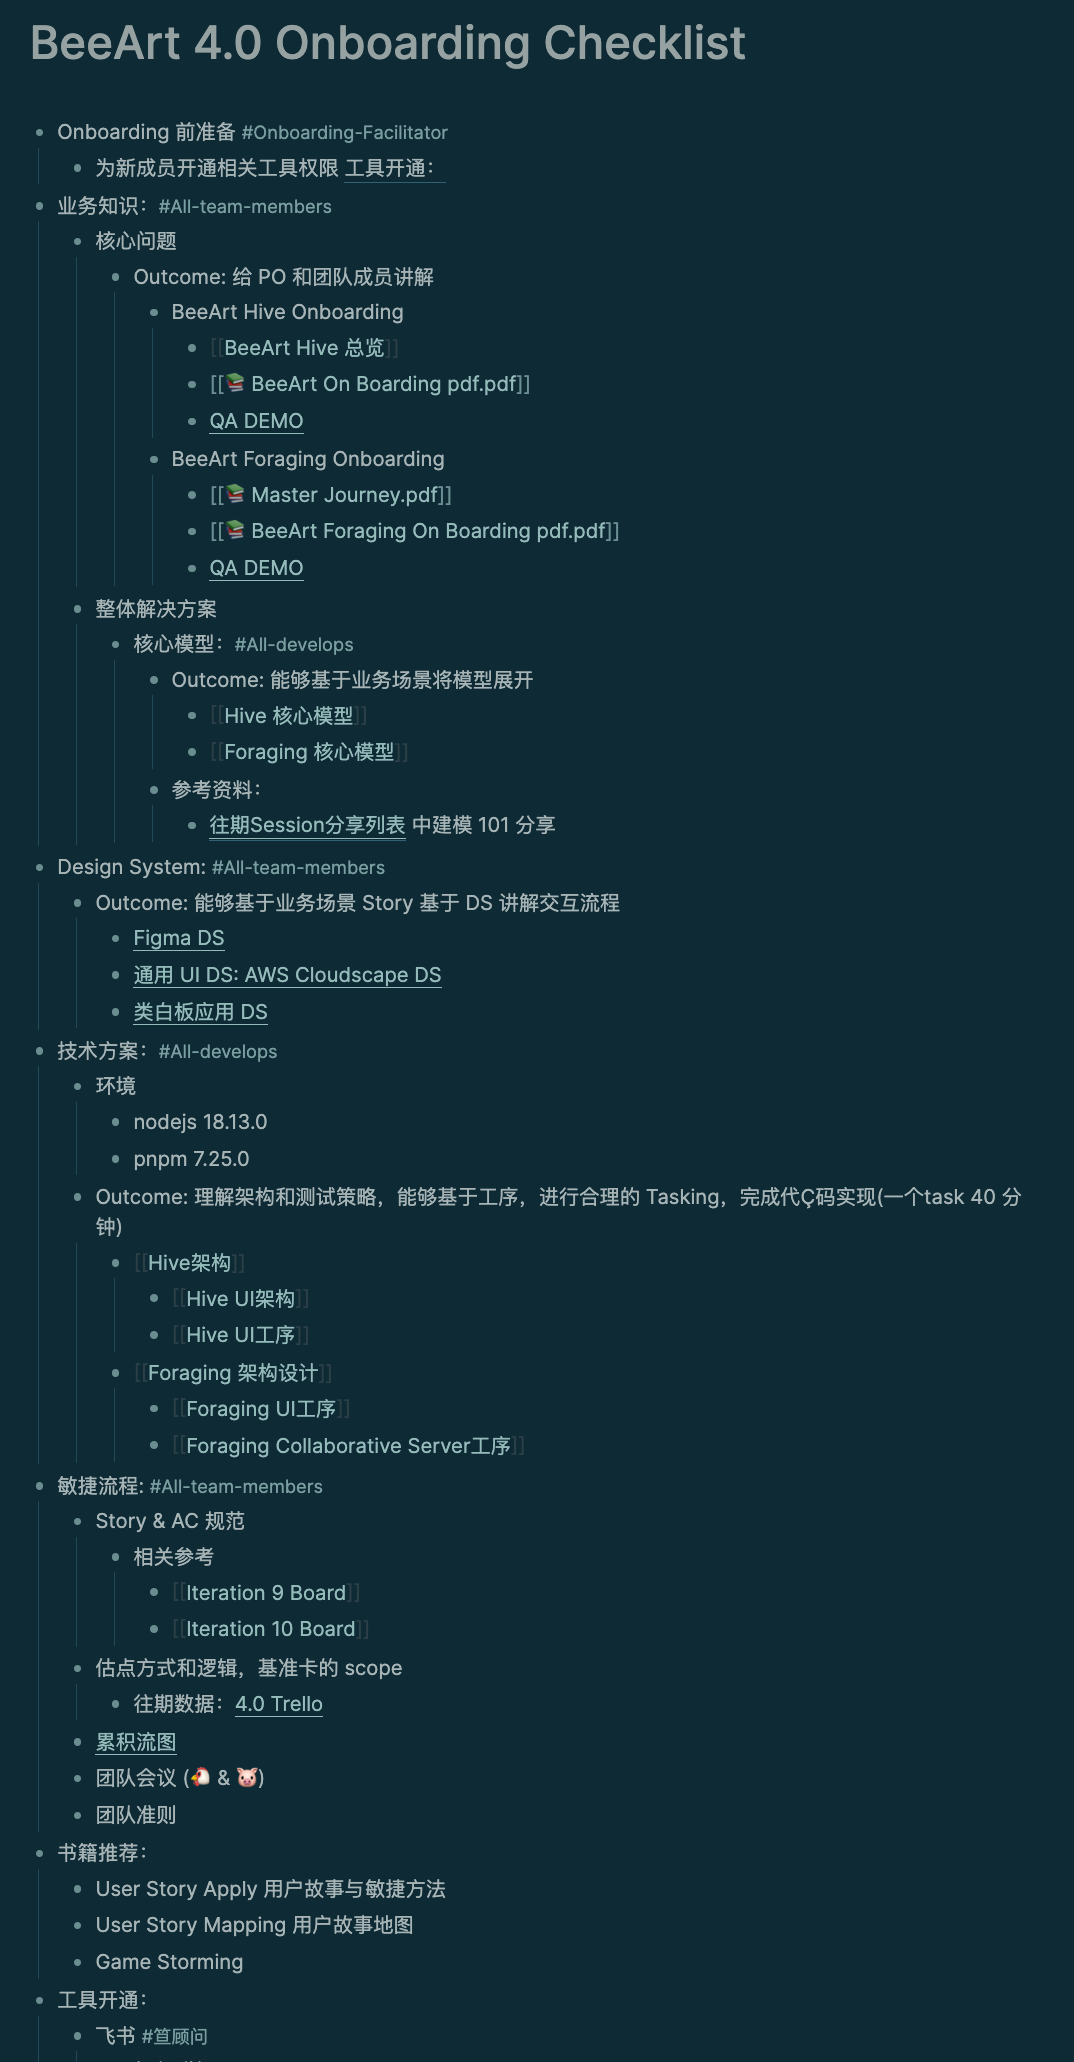 BeeArt 4.0 Onboarding Checklist
Onboarding 前准备 #Onboarding-Facilitator
为新成员开通相关工具权限 工具开通：
业务知识：#All-team-members
核心问题
Outcome: 给 PO 和团队成员讲解
BeeArt Hive Onboarding
[[BeeArt Hive 总览]]
[[📚 BeeArt On Boarding pdf.pdf]]
QA DEMO
BeeArt Foraging Onboarding
[[📚 Master Journey.pdf]]
[[📚 BeeArt Foraging On Boarding pdf.pdf]]
QA DEMO
整体解决方案
核心模型：#All-develops
Outcome: 能够基于业务场景将模型展开
[[Hive 核心模型]]
[[Foraging 核心模型]]
参考资料：
往期Session分享列表 中建模 101 分享
Design System: #All-team-members
Outcome: 能够基于业务场景 Story 基于 DS 讲解交互流程
Figma DS
通用 UI DS: AWS Cloudscape DS
类白板应用 DS
技术方案：#All-develops
环境
nodejs 18.13.0
pnpm 7.25.0
Outcome: 理解架构和测试策略，能够基于工序，进行合理的 Tasking，完成代Ç码实现(一个task 40 分
钟)
[[Hive架构]]
[[Hive UI架构]]
[[Hive UI工序]]
[[Foraging 架构设计]]
[[Foraging UI工序]]
[[Foraging Collaborative Server工序]]
敏捷流程: #All-team-members
Story & AC 规范
相关参考
[[Iteration 9 Board]]
[[Iteration 10 Board]]
估点方式和逻辑，基准卡的 scope
往期数据：4.0 Trello
累积流图
团队会议 (🐔 & 🐷)
团队准则
书籍推荐：
User Story Apply 用户故事与敏捷方法
User Story Mapping 用户故事地图
Game Storming
工具开通：
飞书 #笪顾问